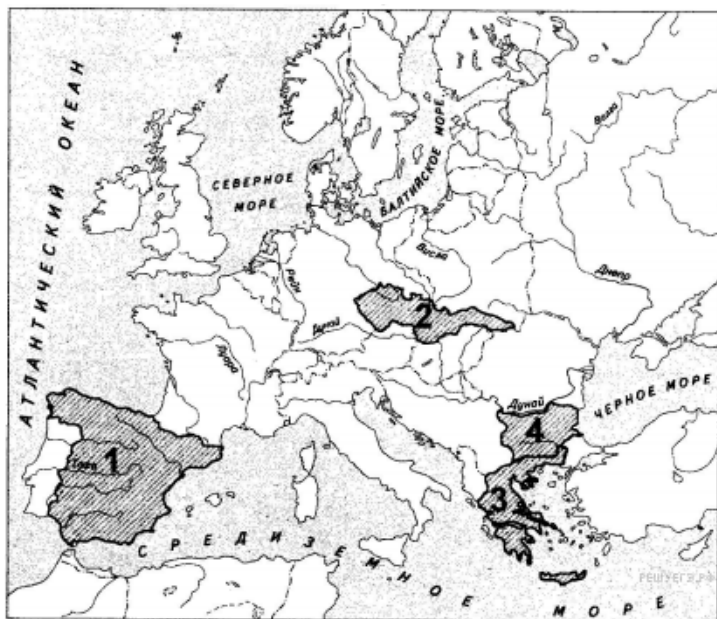 АТЛАНТИЧЕСКИЙ ОКЕАН
СЕВЕРНОЕ
МОРЕ
БАЛТИЙСКОЕ МОРЕ
Волга
Висла
Днепр
Рейн
Дунай
Луара
2
Дунай
ЧЕРНОЕ МОРЕ
4
1
Тахо
3
СРЕДИЗЕМНОЕ МОРЕ
РЕШУЕГЭ.РФ